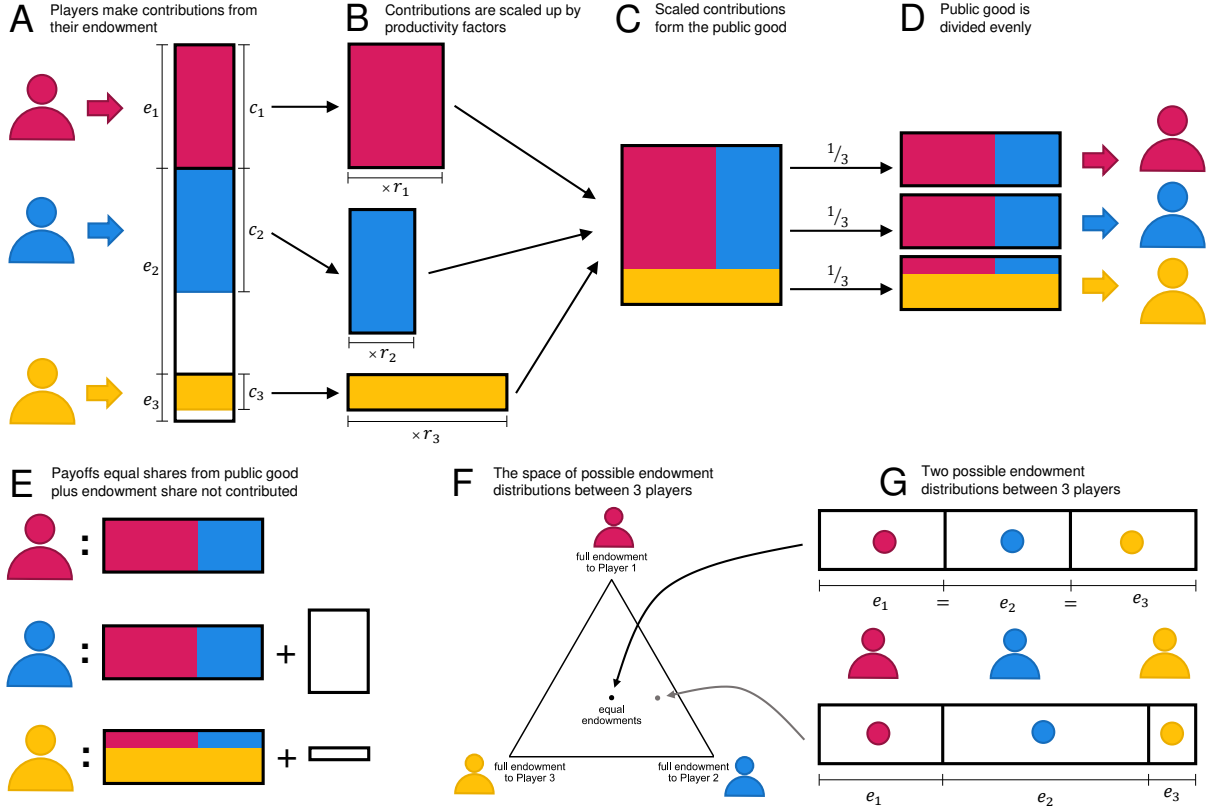 A Players make contributions from
their endowment
e₁
e₂
e₃
c₁
c₂
c₃
B Contributions are scaled up by
productivity factors
× r₁
× r₂
× r₃
C Scaled contributions
form the public good
1/3
1/3
1/3
D Public good is
divided evenly
E Payoffs equal shares from public good
plus endowment share not contributed
:
: +
: +
F The space of possible endowment
distributions between 3 players
full endowment
to Player 1
equal
endowments
full endowment
to Player 3
full endowment
to Player 2
G Two possible endowment
distributions between 3 players
e₁ = e₂ = e₃
e₁ e₂ e₃